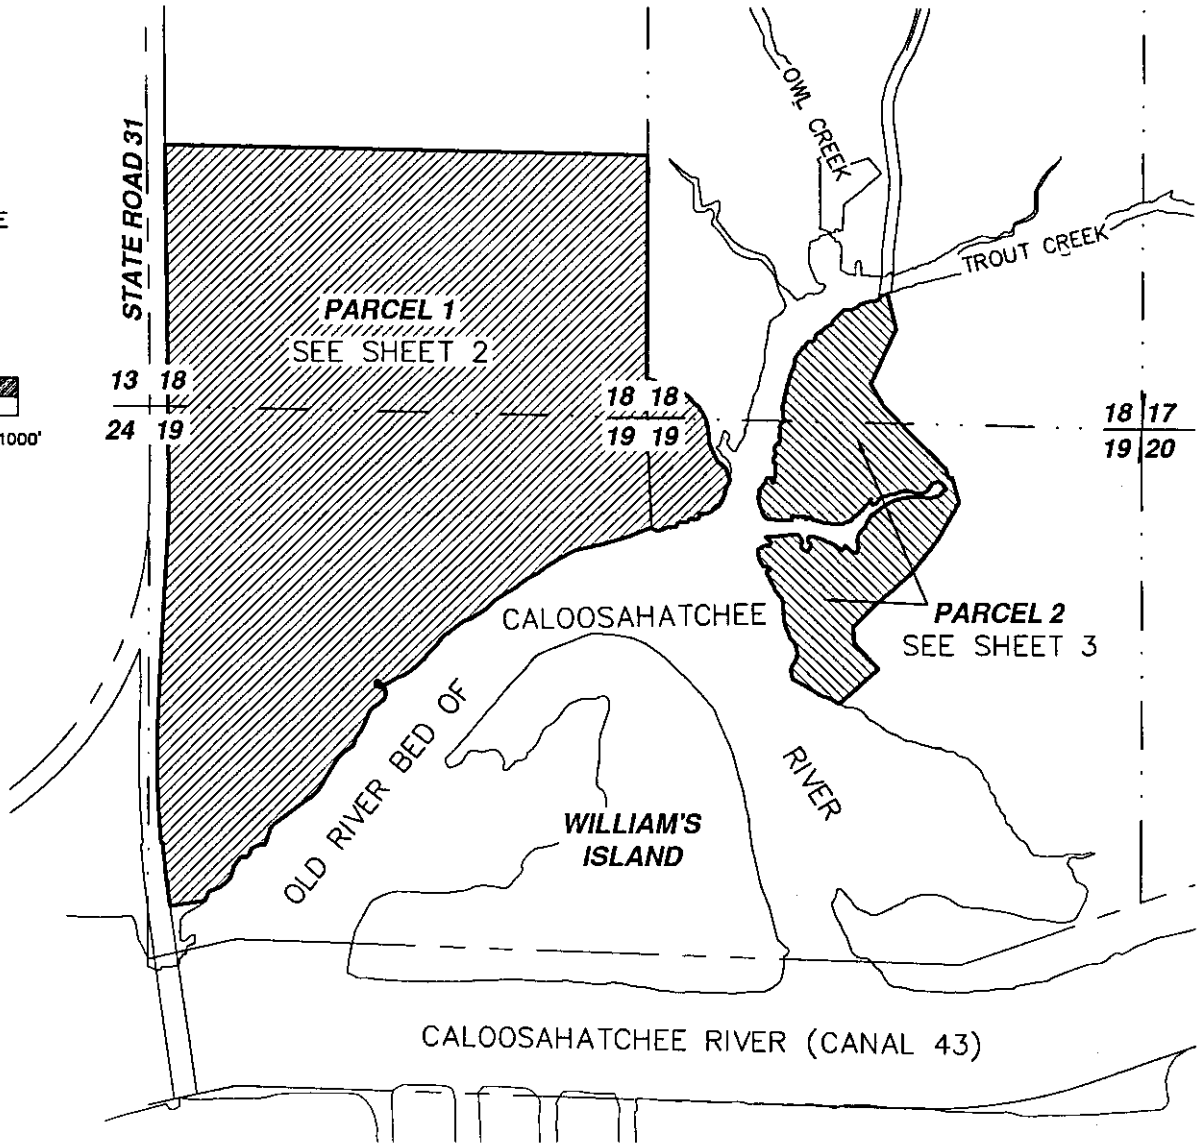 OWL CREEK
STATE ROAD 31
E
TROUT CREEK
PARCEL 1
SEE SHEET 2
13 18
24 19
18 18
19 19
18 17
19 20
1000'
CALOOSAHATCHEE
PARCEL 2
SEE SHEET 3
OLD RIVER BED OF
RIVER
WILLIAM'S
ISLAND
CALOOSAHATCHEE RIVER (CANAL 43)